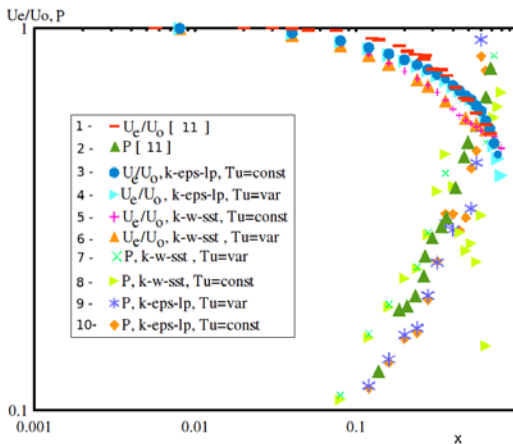 Ue/Uo, P
1
1 - Ue/Uo [ 11 ]
2 - P [ 11 ]
3 - Ue/Uo, k-eps-lp, Tu=const
4 - Ue/Uo, k-eps-lp, Tu=var
5 - Ue/Uo, k-w-sst, Tu=const
6 - Ue/Uo, k-w-sst , Tu=var
7 - P, k-w-sst , Tu=var
8 - P, k-w-sst, Tu=const
9 - P, k-eps-lp, Tu=var
10- P, k-eps-lp, Tu=const
0.1
0.001 0.01 0.1 x